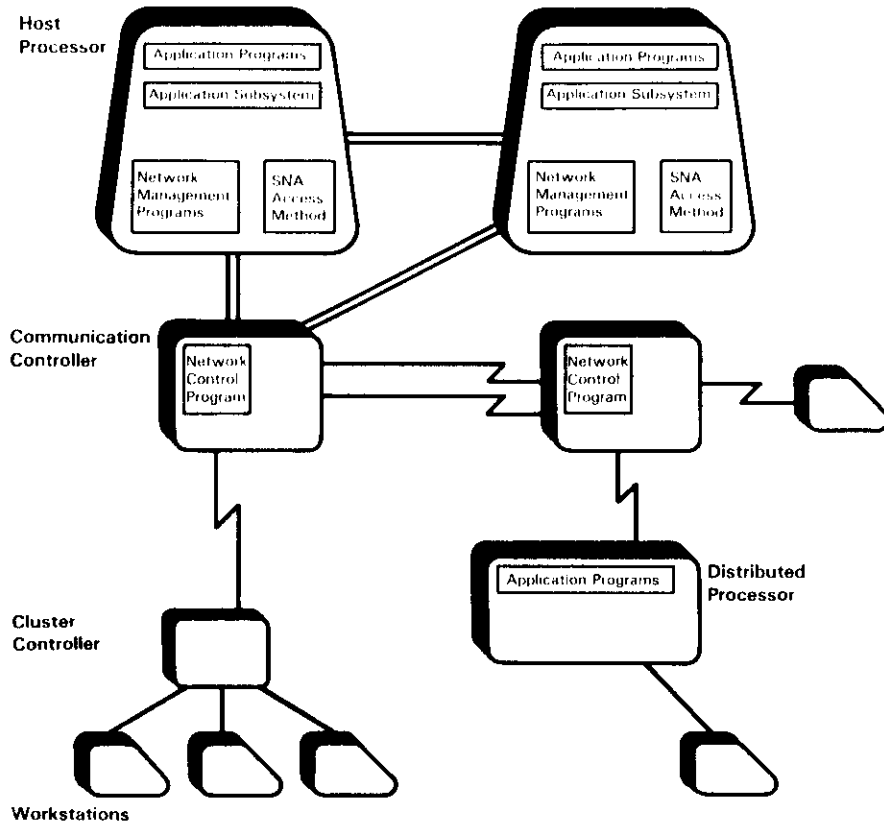 Host
Processor
Application Programs
Application Subsystem
Network
Management
Programs
SNA
Access
Method
Application Programs
Application Subsystem
Network
Management
Programs
SNA
Access
Method
Communication
Controller
Network
Control
Program
Network
Control
Program
Application Programs
Distributed
Processor
Cluster
Controller
Workstations